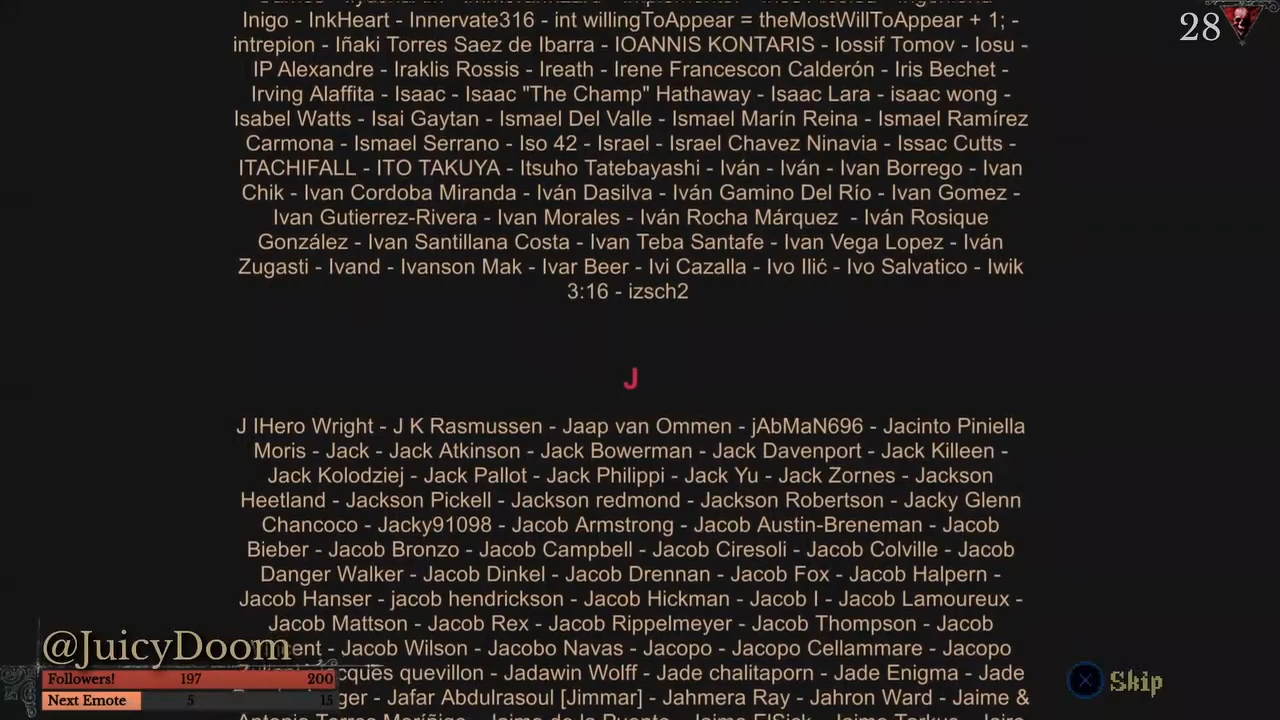 Inigo - InkHeart - Innervate316 - int willingToAppear = theMostWillToAppear + 1; -
28
intrepion - Iñaki Torres Saez de Ibarra - IOANNIS KONTARIS - Iossif Tomov - Iosu -
IP Alexandre - Iraklis Rossis - Ireath - Irene Francescon Calderón - Iris Bechet -
Irving Alaffita - Isaac - Isaac "The Champ" Hathaway - Isaac Lara - isaac wong -
Isabel Watts - Isai Gaytan - Ismael Del Valle - Ismael Marín Reina - Ismael Ramírez
Carmona - Ismael Serrano - Iso 42 - Israel - Israel Chavez Ninavia - Issac Cutts -
ITACHIFALL - ITO TAKUYA - Itsuho Tatebayashi - Iván - Iván - Ivan Borrego - Ivan
Chik - Ivan Cordoba Miranda - Iván Dasilva - Iván Gamino Del Río - Ivan Gomez -
Ivan Gutierrez-Rivera - Ivan Morales - Iván Rocha Márquez - Iván Rosique
González - Ivan Santillana Costa - Ivan Teba Santafe - Ivan Vega Lopez - Iván
Zugasti - Ivand - Ivanson Mak - Ivar Beer - Ivi Cazalla - Ivo Ilić - Ivo Salvatico - Iwik
3:16 - izsch2
J
J IHero Wright - J K Rasmussen - Jaap van Ommen - jAbMaN696 - Jacinto Piniella
Moris - Jack - Jack Atkinson - Jack Bowerman - Jack Davenport - Jack Killeen -
Jack Kolodziej - Jack Pallot - Jack Philippi - Jack Yu - Jack Zornes - Jackson
Heetland - Jackson Pickell - Jackson redmond - Jackson Robertson - Jacky Glenn
Chancoco - Jacky91098 - Jacob Armstrong - Jacob Austin-Breneman - Jacob
Bieber - Jacob Bronzo - Jacob Campbell - Jacob Ciresoli - Jacob Colville - Jacob
Danger Walker - Jacob Dinkel - Jacob Drennan - Jacob Fox - Jacob Halpern -
Jacob Hanser - jacob hendrickson - Jacob Hickman - Jacob I - Jacob Lamoureux -
Jacob Mattson - Jacob Rex - Jacob Rippelmeyer - Jacob Thompson - Jacob
@JuicyDoom
- Jacob Wilson - Jacobo Navas - Jacopo - Jacopo Cellammare - Jacopo
quevillon - Jadawin Wolff - Jade chalitaporn - Jade Enigma - Jade
Followers! 197 200
Skip
- Jafar Abdulrasoul [Jimmar] - Jahmera Ray - Jahron Ward - Jaime &
Next Emote 5 15